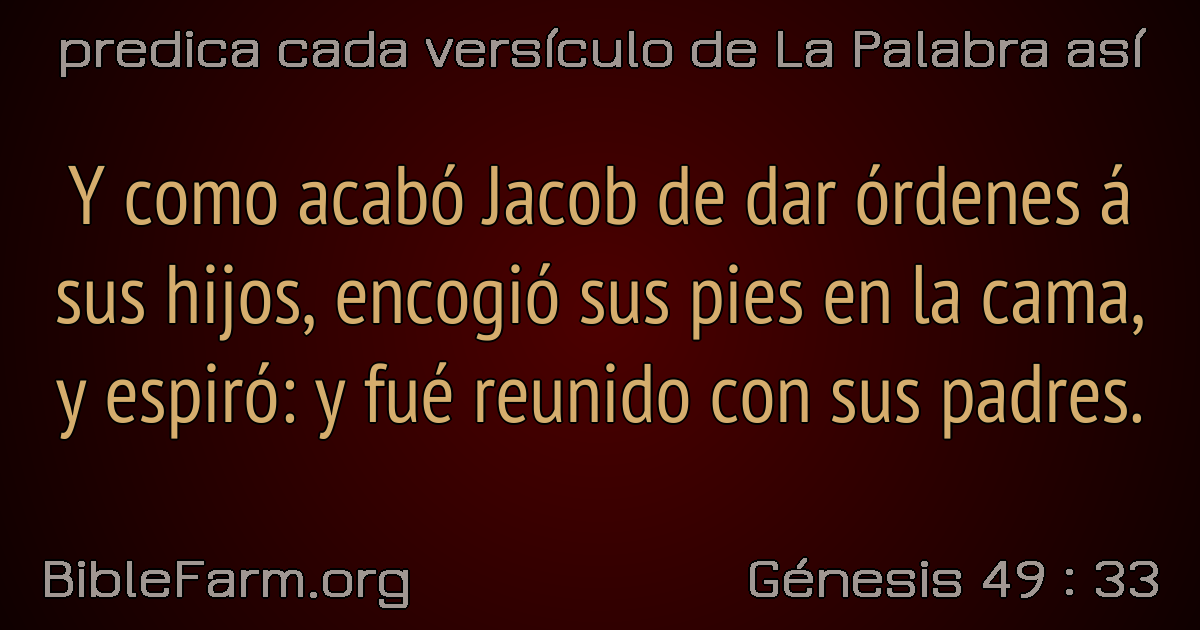 predica cada versículo de La Palabra así
Y como acabó Jacob de dar órdenes á
sus hijos, encogió sus pies en la cama,
y espiró: y fué reunido con sus padres.
BibleFarm.org
Génesis 49 : 33